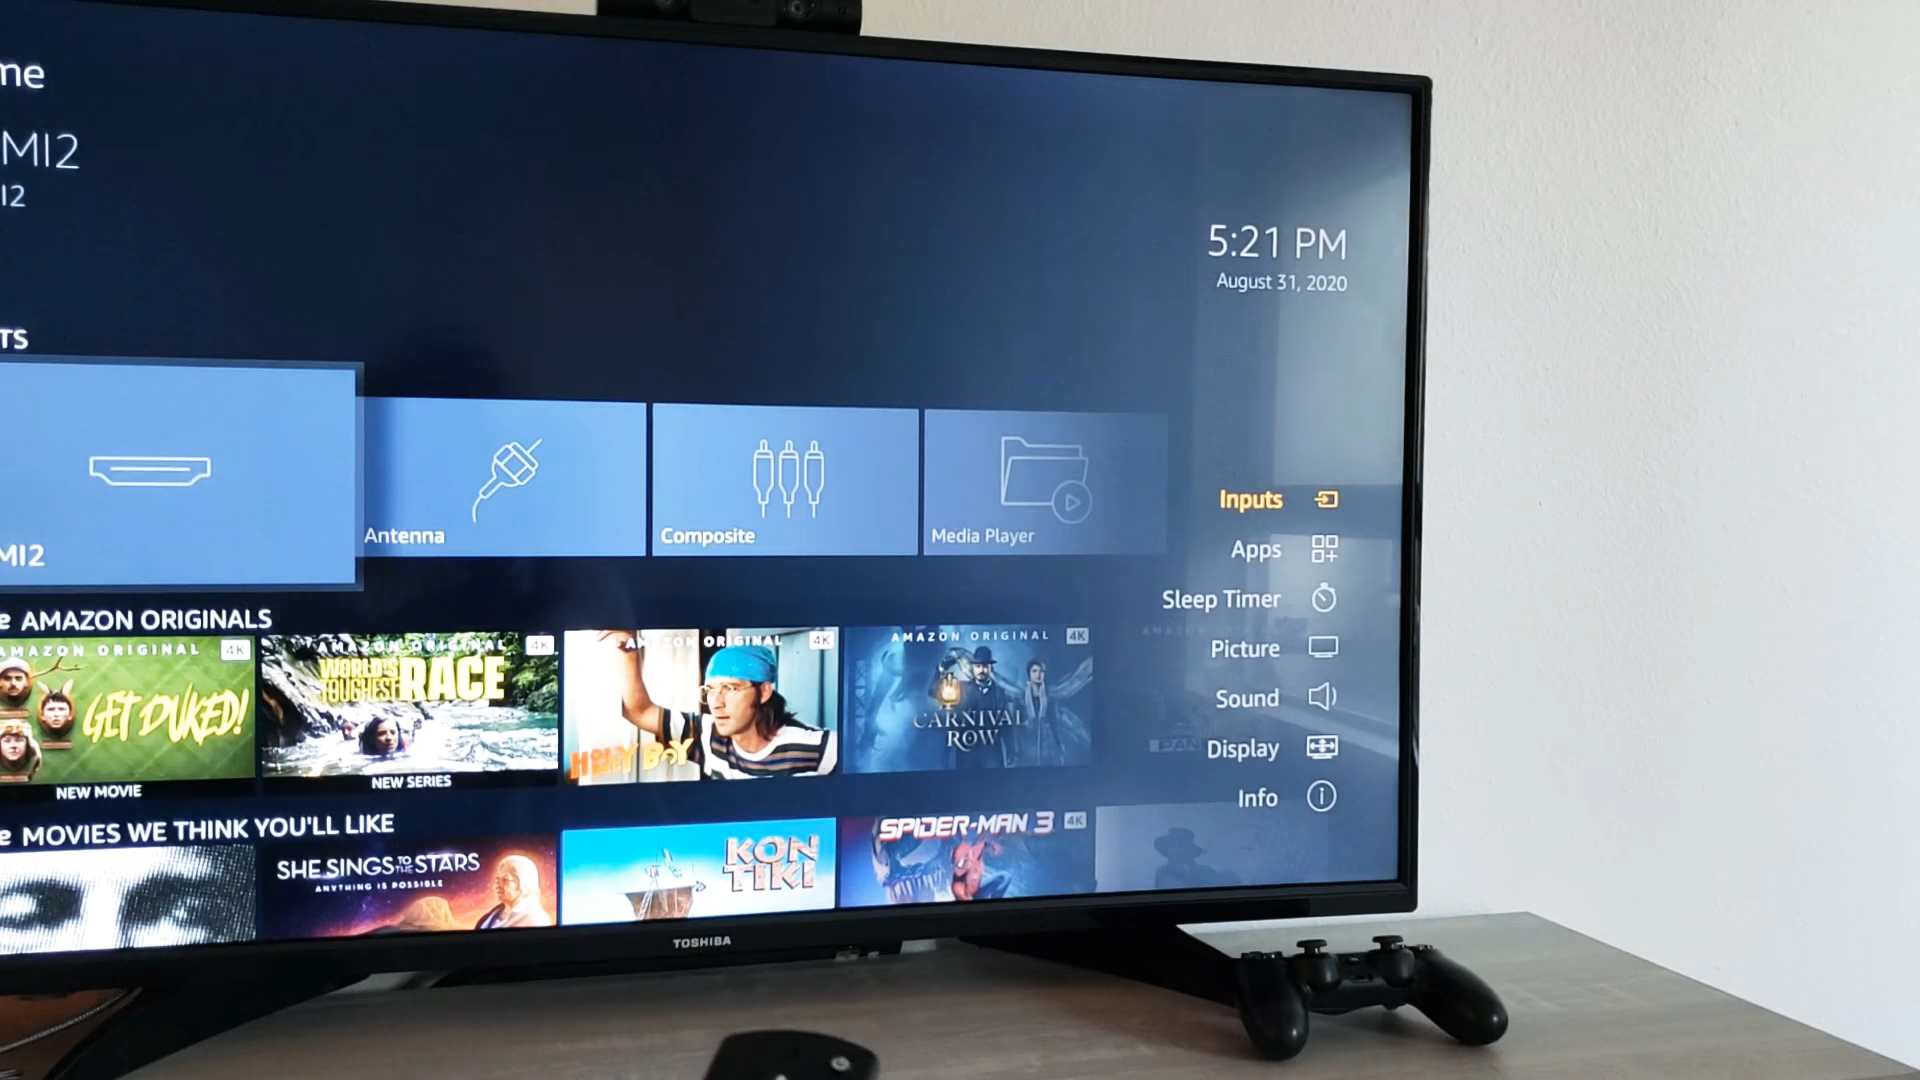 me
MI2
I2
5:21 PM
August 31, 2020
TS
MI2
Antenna
Composite
Media Player
Inputs
Apps
Sleep Timer
Picture
Sound
Display
Info
e AMAZON ORIGINALS
AMAZON ORIGINAL 4K
GET DUKED!
NEW MOVIE
AMAZON ORIGINAL 4K
WORLD'S TOUGHEST RACE
NEW SERIES
AMAZON ORIGINAL 4K
AMAZON ORIGINAL 4K
CARNIVAL
ROW
e MOVIES WE THINK YOU'LL LIKE
SHE SINGS TO THE STARS
ANYTHING IS POSSIBLE
KON
TIKI
SPIDER-MAN 3 4K
TOSHIBA